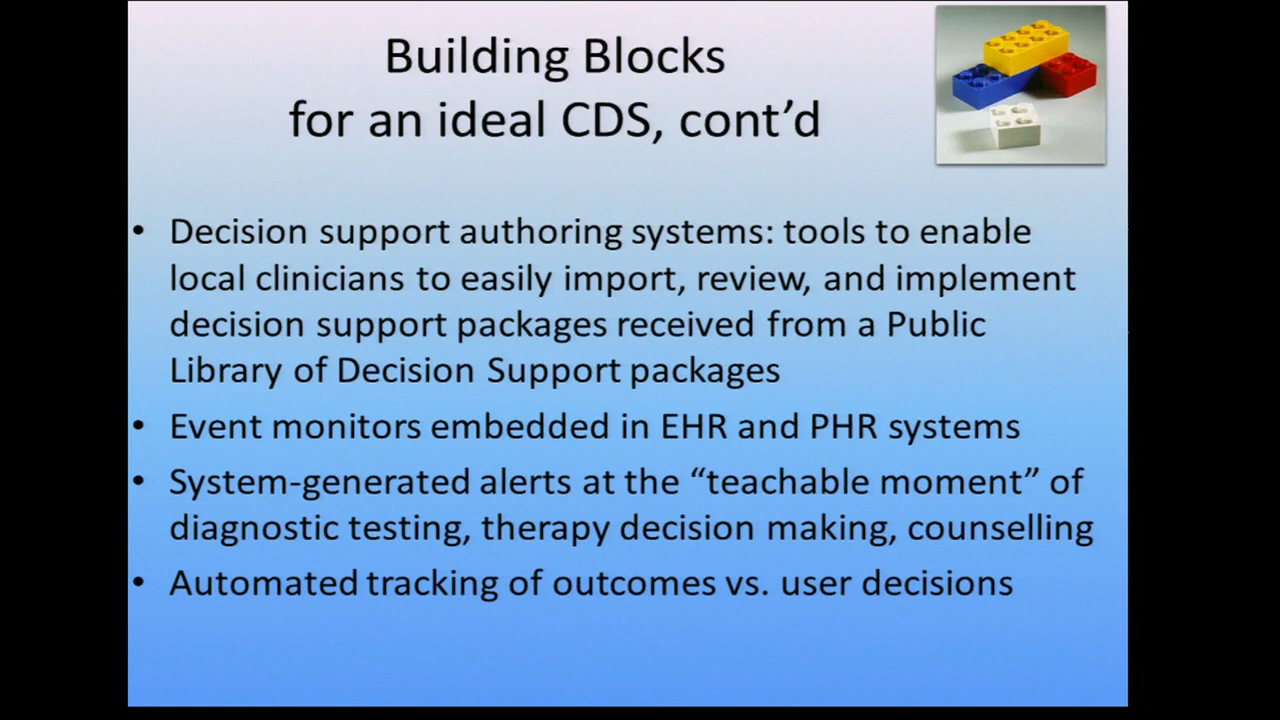 Building Blocks
for an ideal CDS, cont’d
• Decision support authoring systems: tools to enable
local clinicians to easily import, review, and implement
decision support packages received from a Public
Library of Decision Support packages
• Event monitors embedded in EHR and PHR systems
• System-generated alerts at the “teachable moment” of
diagnostic testing, therapy decision making, counselling
• Automated tracking of outcomes vs. user decisions